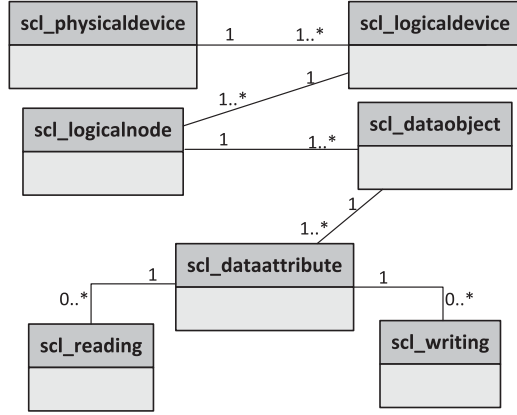 scl_physicaldevice
1
1..*
scl_logicaldevice
1
1..*
scl_logicalnode
1
1..*
scl_dataobject
1
1..*
scl_dataattribute
1
0..*
1
0..*
scl_reading
scl_writing